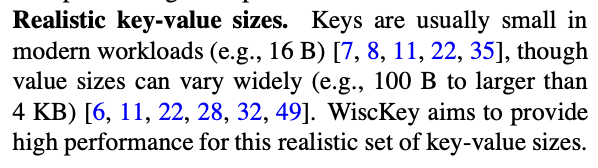 Realistic key-value sizes. Keys are usually small in
modern workloads (e.g., 16 B) [7, 8, 11, 22, 35], though
value sizes can vary widely (e.g., 100 B to larger than
4 KB) [6, 11, 22, 28, 32, 49]. WiscKey aims to provide
high performance for this realistic set of key-value sizes.